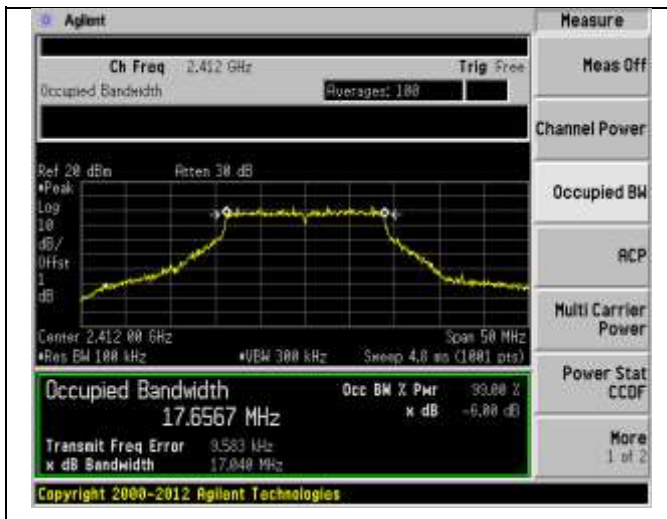 Agilent
Measure
Ch Freq 2.412 GHz Trig Free
Occupied Bandwidth Averages: 100
Meas Off
Channel Power
Occupied BW
ACP
Multi Carrier
Power
Power Stat
CCDF
More
1 of 2
Ref 20 dBm Atten 30 dB
•Peak
Log
10
dB/
Offst
1
dB
Center 2.412 00 GHz Span 50 MHz
•Res BW 100 kHz •VBW 300 kHz Sweep 4.8 ms (1001 pts)
Occupied Bandwidth Occ BW % Pwr 99.00 %
17.6567 MHz x dB -6.00 dB
Transmit Freq Error 9.583 kHz
x dB Bandwidth 17.040 MHz
Copyright 2000-2012 Agilent Technologies